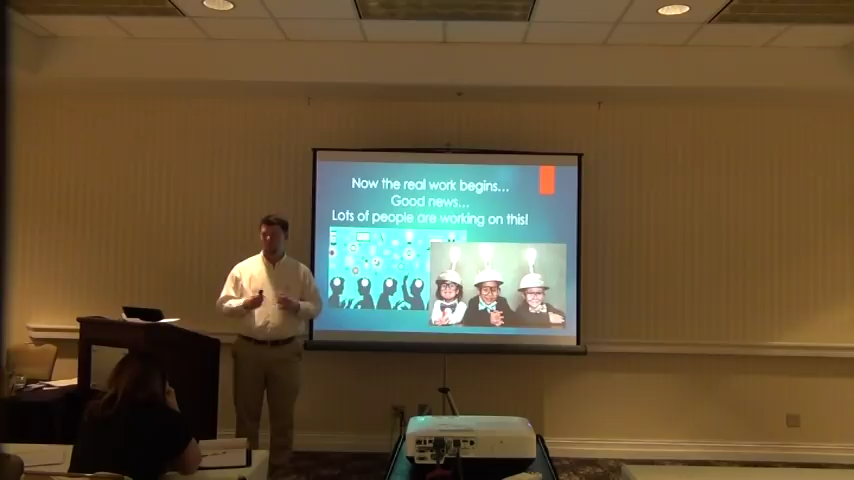 Now the real work begins...
Good news...
Lots of people are working on this!